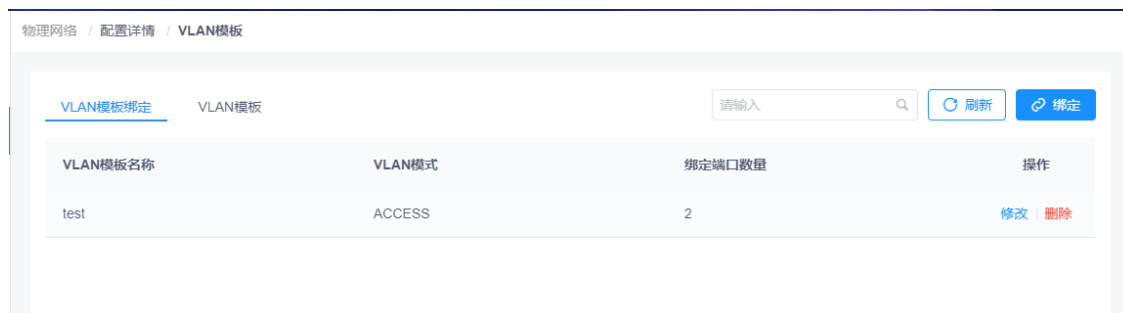 物理网络 / 配置详情 / VLAN模板
VLAN模板绑定 VLAN模板 请输入 刷新 绑定
VLAN模板名称 VLAN模式 绑定端口数量 操作
test ACCESS 2 修改 删除